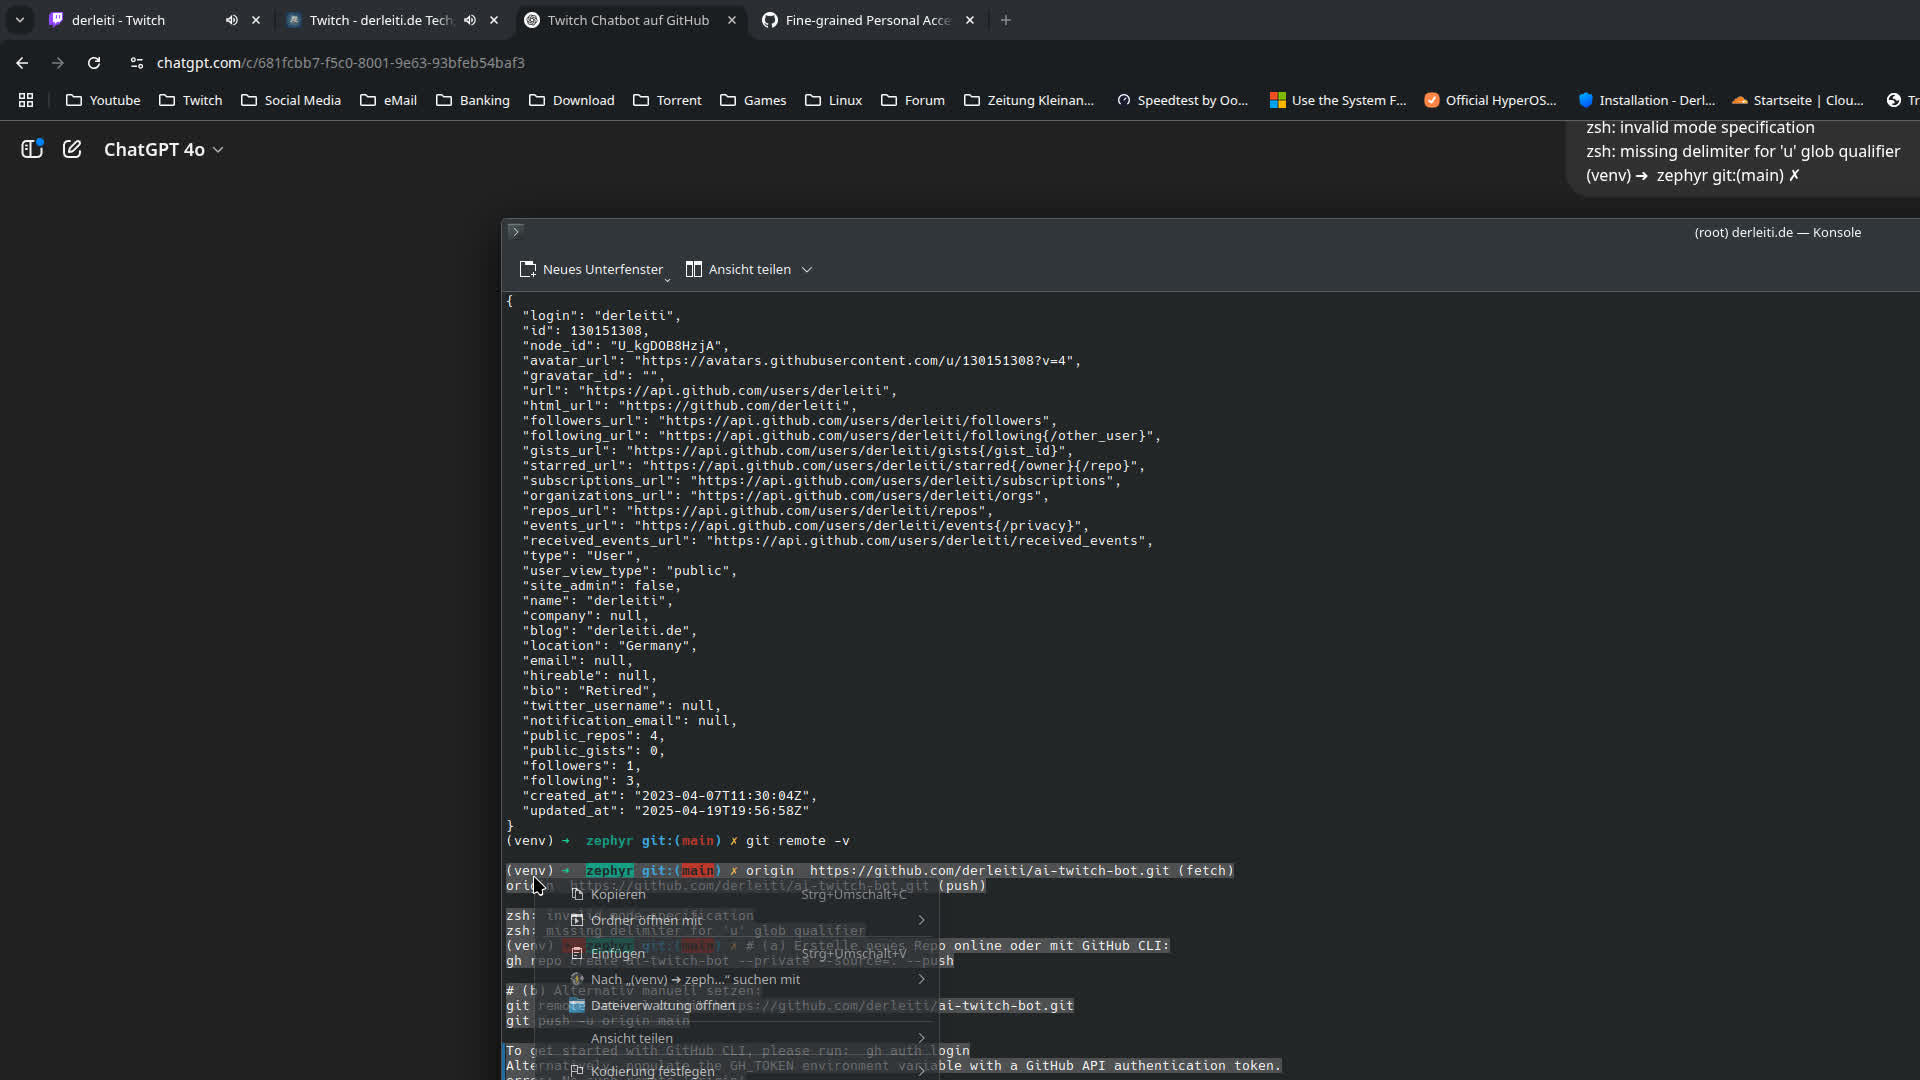 derleiti - Twitch
Twitch - derleiti.de Tech
Twitch Chatbot auf GitHub
Fine-grained Personal Acce
chatgpt.com/c/681fcbb7-f5c0-8001-9e63-93bfeb54baf3
Youtube Twitch Social Media eMail Banking Download Torrent Games Linux Forum Zeitung Kleinan... Speedtest by Oo... Use the System F... Official HyperOS... Installation - Derl... Startseite | Clou... Tr
ChatGPT 4o
zsh: invalid mode specification
zsh: missing delimiter for 'u' glob qualifier
(venv) ➜ zephyr git:(main) ✗
(root) derleiti.de — Konsole
Neues Unterfenster Ansicht teilen
{
"login": "derleiti",
"id": 130151308,
"node_id": "U_kgDOB8HzjA",
"avatar_url": "https://avatars.githubusercontent.com/u/130151308?v=4",
"gravatar_id": "",
"url": "https://api.github.com/users/derleiti",
"html_url": "https://github.com/derleiti",
"followers_url": "https://api.github.com/users/derleiti/followers",
"following_url": "https://api.github.com/users/derleiti/following{/other_user}",
"gists_url": "https://api.github.com/users/derleiti/gists{/gist_id}",
"starred_url": "https://api.github.com/users/derleiti/starred{/owner}{/repo}",
"subscriptions_url": "https://api.github.com/users/derleiti/subscriptions",
"organizations_url": "https://api.github.com/users/derleiti/orgs",
"repos_url": "https://api.github.com/users/derleiti/repos",
"events_url": "https://api.github.com/users/derleiti/events{/privacy}",
"received_events_url": "https://api.github.com/users/derleiti/received_events",
"type": "User",
"user_view_type": "public",
"site_admin": false,
"name": "derleiti",
"company": null,
"blog": "derleiti.de",
"location": "Germany",
"email": null,
"hireable": null,
"bio": "Retired",
"twitter_username": null,
"notification_email": null,
"public_repos": 4,
"public_gists": 0,
"followers": 1,
"following": 3,
"created_at": "2023-04-07T11:30:04Z",
"updated_at": "2025-04-19T19:56:58Z"
}
(venv) ➜ zephyr git:(main) ✗ git remote -v
(venv) ➜ zephyr git:(main) ✗ origin https://github.com/derleiti/ai-twitch-bot.git (fetch)
origin https://github.com/derleiti/ai-twitch-bot.git (push)
Kopieren Strg+Umschalt+C
zsh: invalid mode specification
Ordner öffnen mit
zsh: missing delimiter for 'u' glob qualifier
(venv) ➜ zephyr git:(main) ✗ # (a) Erstelle neues Repo online oder mit GitHub CLI:
Einfügen Strg+Umschalt+V
gh repo create ai-twitch-bot --private --source=. --push
Nach „(venv) ➜ zeph...“ suchen mit
# (b) Alternativ manuell setzen:
Dateiverwaltung öffnen
git remote https://github.com/derleiti/ai-twitch-bot.git
git push -u origin main
Ansicht teilen
To get started with GitHub CLI, please run: gh auth login
Alternatively, populate the GH_TOKEN environment variable with a GitHub API authentication token.
Kodierung festlegen